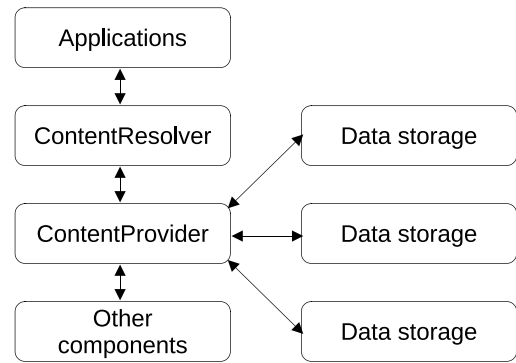 Applications
ContentResolver
Data storage
ContentProvider
Data storage
Other
components
Data storage